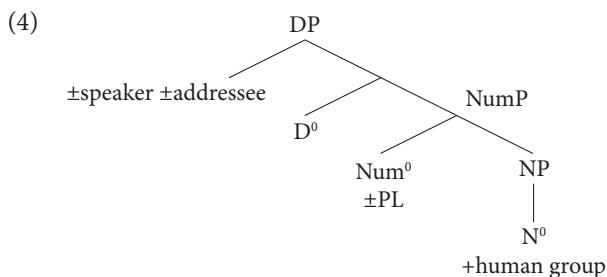 (4)
DP
±speaker ±addressee
D⁰
NumP
Num⁰
±PL
NP
N⁰
+human group